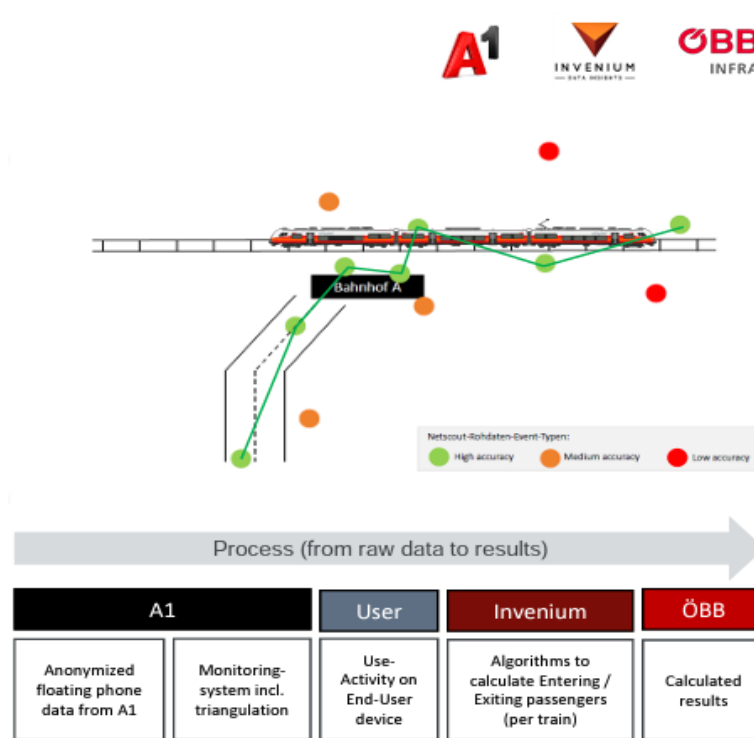 A1
INVENIUM
DATA INSIGHTS
ÖBB
INFRA
Bahnhof A
Netscout-Rohdaten-Event-Typen:
High accuracy Medium accuracy Low accuracy
Process (from raw data to results)
A1 User Invenium ÖBB
Anonymized
floating phone
data from A1
Monitoring-
system incl.
triangulation
Use-
Activity on
End-User
device
Algorithms to
calculate Entering /
Exiting passengers
(per train)
Calculated
results